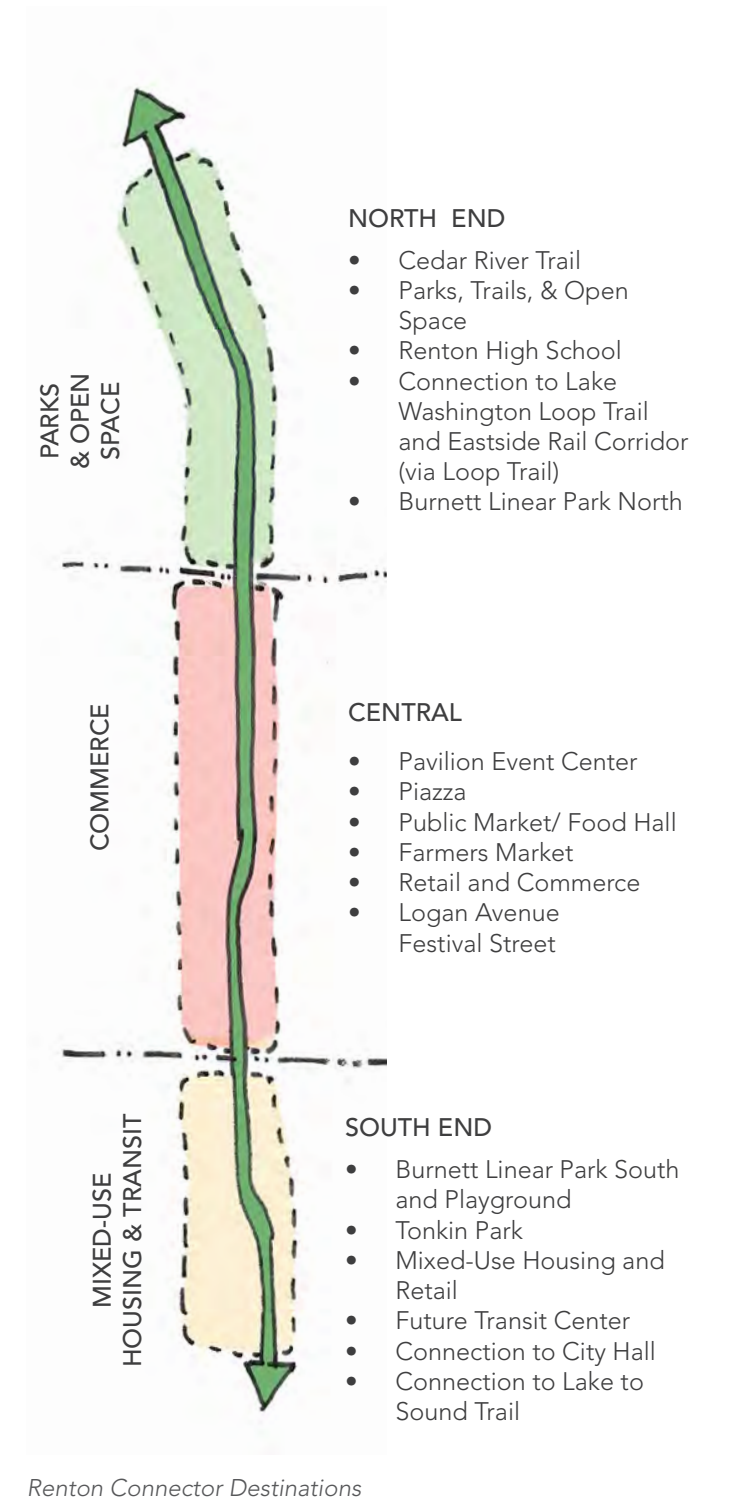 NORTH END
• Cedar River Trail
• Parks, Trails, & Open
Space
• Renton High School
• Connection to Lake
Washington Loop Trail
and Eastside Rail Corridor
(via Loop Trail)
• Burnett Linear Park North
PARKS
& OPEN
SPACE
CENTRAL
• Pavilion Event Center
• Piazza
• Public Market/ Food Hall
• Farmers Market
• Retail and Commerce
• Logan Avenue
Festival Street
COMMERCE
SOUTH END
• Burnett Linear Park South
and Playground
• Tonkin Park
• Mixed-Use Housing and
Retail
• Future Transit Center
• Connection to City Hall
• Connection to Lake to
Sound Trail
MIXED-USE
HOUSING & TRANSIT
Renton Connector Destinations